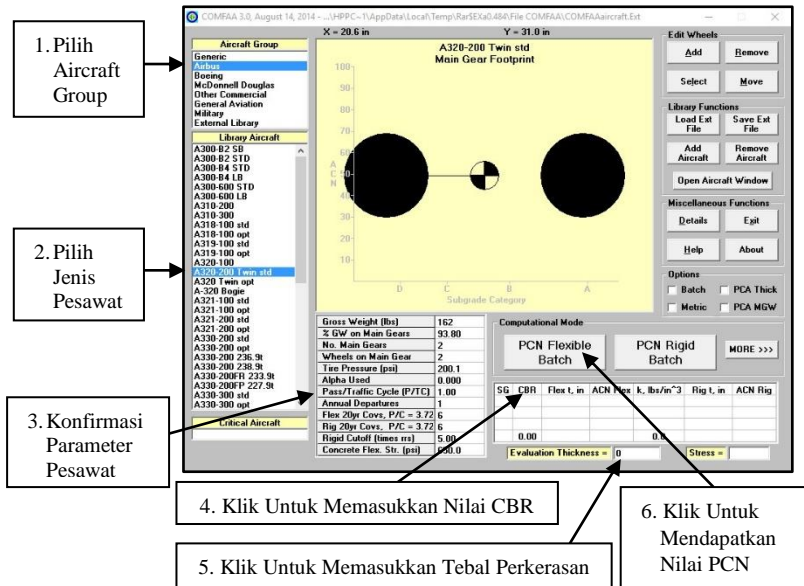 COMFAA 3.0, August 14, 2014 - ...\HPPC~1\AppData\Local\Temp\Rar$EXa0.484\File COMFAA\COMFAAaircraft.Ext
1. Pilih
Aircraft
Group
2. Pilih
Jenis
Pesawat
3. Konfirmasi
Parameter
Pesawat
Aircraft Group
Generic
Airbus
Boeing
McDonnell Douglas
Other Commercial
General Aviation
Military
External Library
Library Aircraft
A300-B2 SB
A300-B2 STD
A300-B4 STD
A300-B4 LB
A300-600 STD
A300-600 LB
A310-200
A310-300
A318-100 std
A318-100 opt
A319-100 std
A319-100 opt
A320-100
A320-200 Twin std
A320 Twin opt
A-320 Bogie
A321-100 std
A321-100 opt
A321-200 std
A321-200 opt
A330-200 std
A330-200 opt
A330-200 236.9t
A330-200 238.9t
A330-200FR 233.9t
A330-200FP 227.9t
A330-300 std
A330-300 opt
Critical Aircraft
X = 20.6 in
Y = 31.0 in
A320-200 Twin std
Main Gear Footprint
100
90
80
70
60
50
40
30
20
10
A
C
N
D C B A
Subgrade Category
Gross Weight (lbs) 162
% GW on Main Gears 93.80
No. Main Gears 2
Wheels on Main Gear 2
Tire Pressure (psi) 200.1
Alpha Used 0.000
Pass/Traffic Cycle (P/TC) 1.00
Annual Departures 1
Flex 20yr Covs, P/C = 3.72 6
Rig 20yr Covs, P/C = 3.72 6
Rigid Cutoff (times rrs) 5.00
Concrete Flex. Str. (psi)
Edit Wheels
Add Remove
Select Move
Library Functions
Load Ext File
Save Ext File
Add Aircraft
Remove Aircraft
Open Aircraft Window
Miscellaneous Functions
Details Exit
Help About
Options
Batch PCA Thick
Metric PCA MGW
Computational Mode
PCN Flexible Batch
PCN Rigid Batch
MORE >>>
SG CBR Flex t, in ACN Flex k, lbs/in^3 Rig t, in ACN Rig
0.00
Evaluation Thickness = 0
Stress =
4. Klik Untuk Memasukkan Nilai CBR
5. Klik Untuk Memasukkan Tebal Perkerasan
6. Klik Untuk
Mendapatkan
Nilai PCN